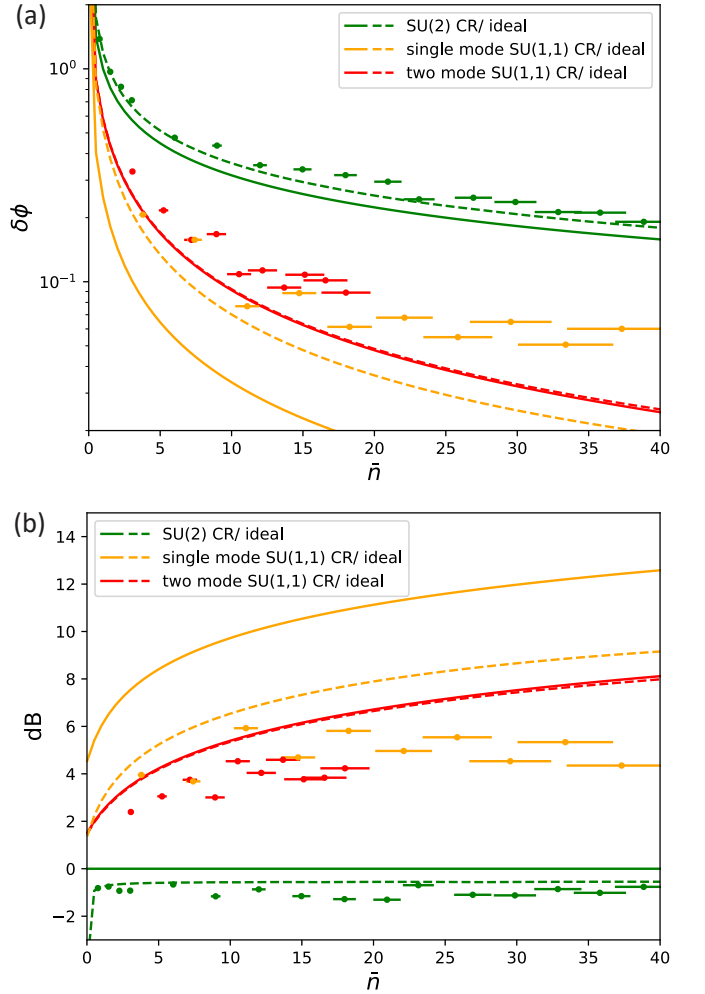 (a)
SU(2) CR/ ideal
single mode SU(1,1) CR/ ideal
two mode SU(1,1) CR/ ideal
10⁰
10⁻¹
δϕ
0 5 10 15 20 25 30 35 40
n̄
(b)
SU(2) CR/ ideal
single mode SU(1,1) CR/ ideal
two mode SU(1,1) CR/ ideal
14
12
10
8
6
4
2
0
−2
dB
0 5 10 15 20 25 30 35 40
n̄